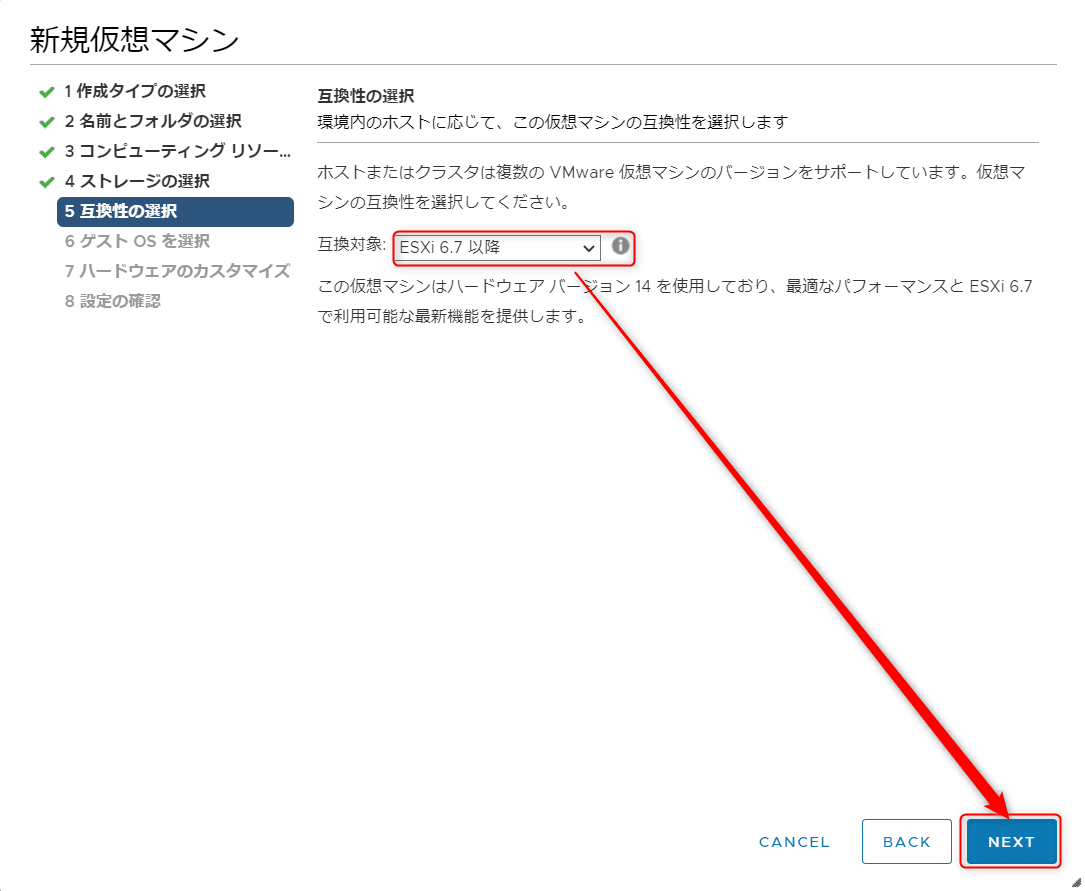 新規仮想マシン
1 作成タイプの選択
2 名前とフォルダの選択
3 コンピューティング リソー...
4 ストレージの選択
5 互換性の選択
6 ゲスト OS を選択
7 ハードウェアのカスタマイズ
8 設定の確認
互換性の選択
環境内のホストに応じて、この仮想マシンの互換性を選択します
ホストまたはクラスタは複数の VMware 仮想マシンのバージョンをサポートしています。仮想マ
シンの互換性を選択してください。
互換対象: ESXi 6.7 以降
この仮想マシンはハードウェア バージョン 14 を使用しており、最適なパフォーマンスと ESXi 6.7
で利用可能な最新機能を提供します。
CANCEL BACK NEXT